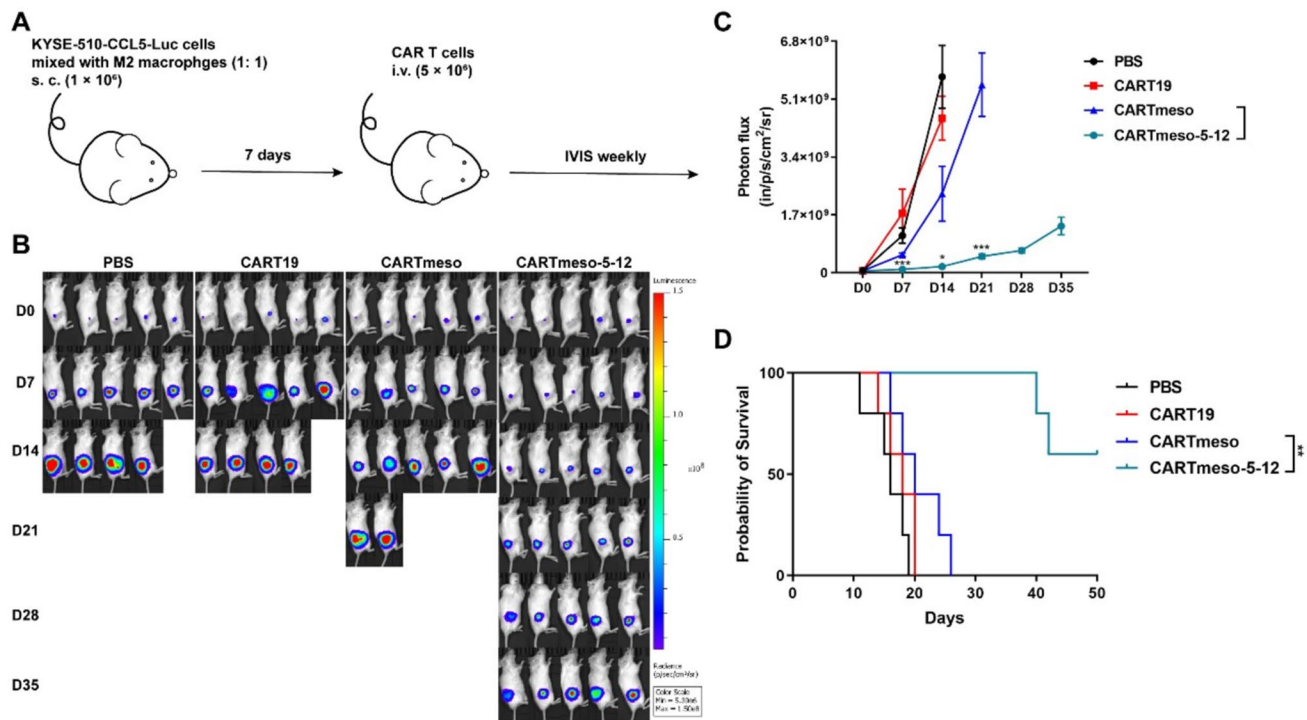 A
KYSE-510-CCL5-Luc cells
mixed with M2 macrophges (1: 1)
s. c. (1 × 10⁶)
CAR T cells
i.v. (5 × 10⁶)
7 days
IVIS weekly
B
PBS CART19 CARTmeso CARTmeso-5-12
D0
D7
D14
D21
D28
D35
Luminescence
1.5
1.0
×10⁸
0.5
Radiance
(p/sec/cm²/sr)
Color Scale
Min = 5.30e6
Max = 1.50e8
C
6.8×10⁹
5.1×10⁹
3.4×10⁹
1.7×10⁹
0
Photon flux
(in/p/s/cm²/sr)
*** * ***
D0 D7 D14 D21 D28 D35
PBS
CART19
CARTmeso
CARTmeso-5-12
D
100
50
0
Probability of Survival
0 10 20 30 40 50
Days
PBS
CART19
CARTmeso
CARTmeso-5-12
**